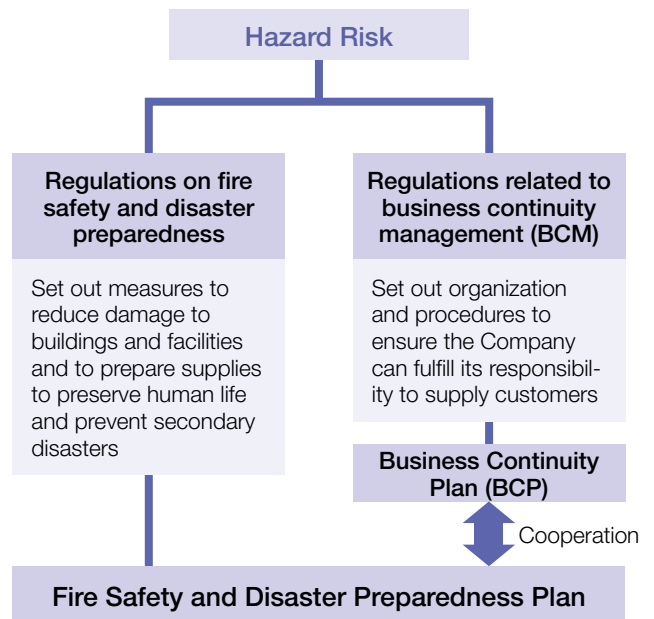 Hazard Risk
Regulations on fire
safety and disaster
preparedness
Set out measures to
reduce damage to
buildings and facilities
and to prepare supplies
to preserve human life
and prevent secondary
disasters
Regulations related to
business continuity
management (BCM)
Set out organization
and procedures to
ensure the Company
can fulfill its responsibil-
ity to supply customers
Business Continuity
Plan (BCP)
Cooperation
Fire Safety and Disaster Preparedness Plan